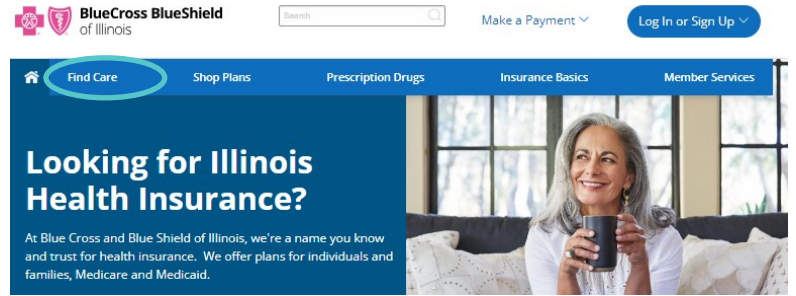 BlueCross BlueShield
of Illinois
Search
Make a Payment
Log In or Sign Up
Find Care
Shop Plans
Prescription Drugs
Insurance Basics
Member Services
Looking for Illinois
Health Insurance?
At Blue Cross and Blue Shield of Illinois, we're a name you know
and trust for health insurance. We offer plans for individuals and
families, Medicare and Medicaid.